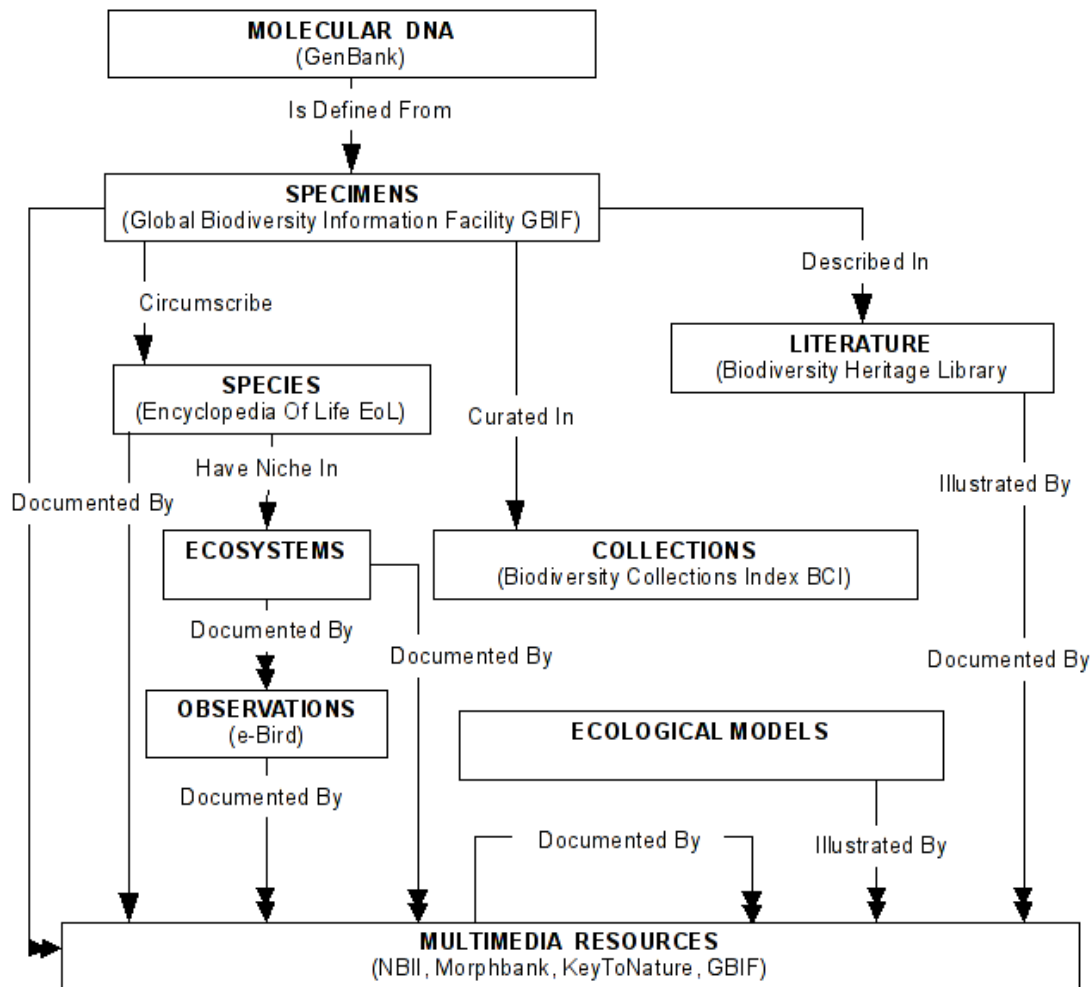 MOLECULAR DNA
(GenBank)
Is Defined From
SPECIMENS
(Global Biodiversity Information Facility GBIF)
Described In
Circumscribe
LITERATURE
(Biodiversity Heritage Library
SPECIES
(Encyclopedia Of Life EoL)
Curated In
Have Niche In
Illustrated By
Documented By
ECOSYSTEMS
COLLECTIONS
(Biodiversity Collections Index BCI)
Documented By
Documented By
Documented By
OBSERVATIONS
(e-Bird)
ECOLOGICAL MODELS
Documented By
Documented By
Illustrated By
MULTIMEDIA RESOURCES
(NBII, Morphbank, KeyToNature, GBIF)